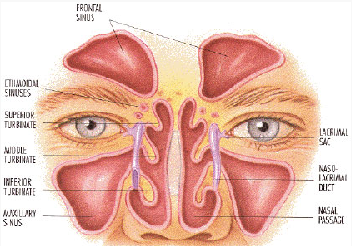 FRONTAL
SINUS
ETHMOIDAL
SINUSES
SUPERIOR
TURBINATE
MIDDLE
TURBINATE
INFERIOR
TURBINATE
MAXILLARY
SINUS
LACRIMAL
SAC
NASO-
LACRIMAL
DUCT
NASAL
PASSAGE